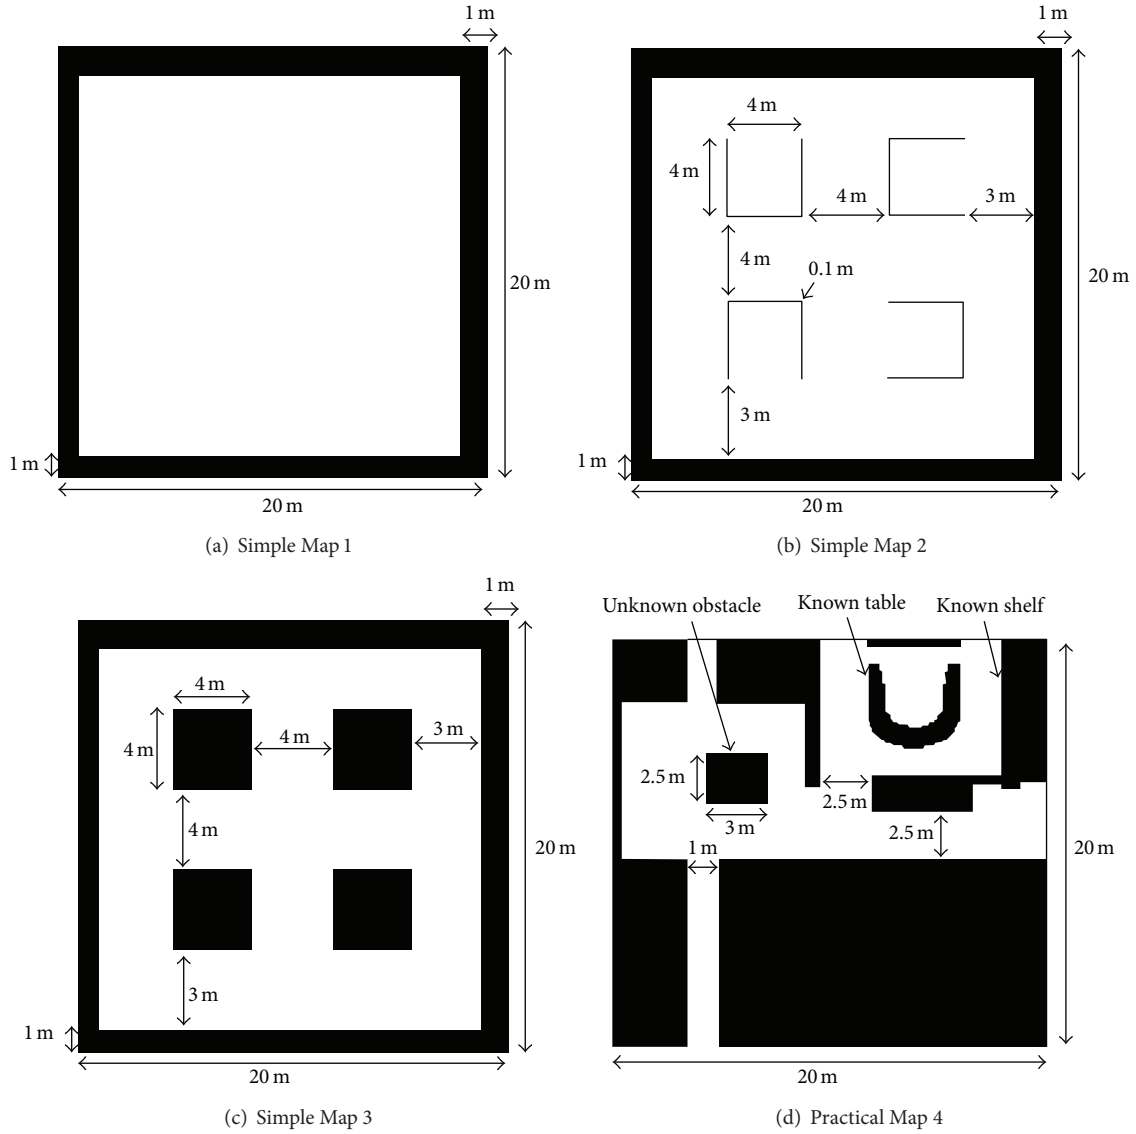 1 m
20 m
1 m
20 m
(a) Simple Map 1
1 m
4 m
4 m
4 m
3 m
4 m
0.1 m
20 m
3 m
1 m
20 m
(b) Simple Map 2
1 m
4 m
4 m
4 m
3 m
4 m
20 m
3 m
1 m
20 m
(c) Simple Map 3
Unknown obstacle
Known table
Known shelf
2.5 m
3 m
2.5 m
2.5 m
1 m
20 m
20 m
(d) Practical Map 4